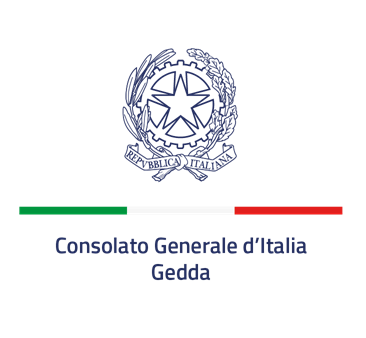 REPVBBLICA ITALIANA
Consolato Generale d'Italia
Gedda